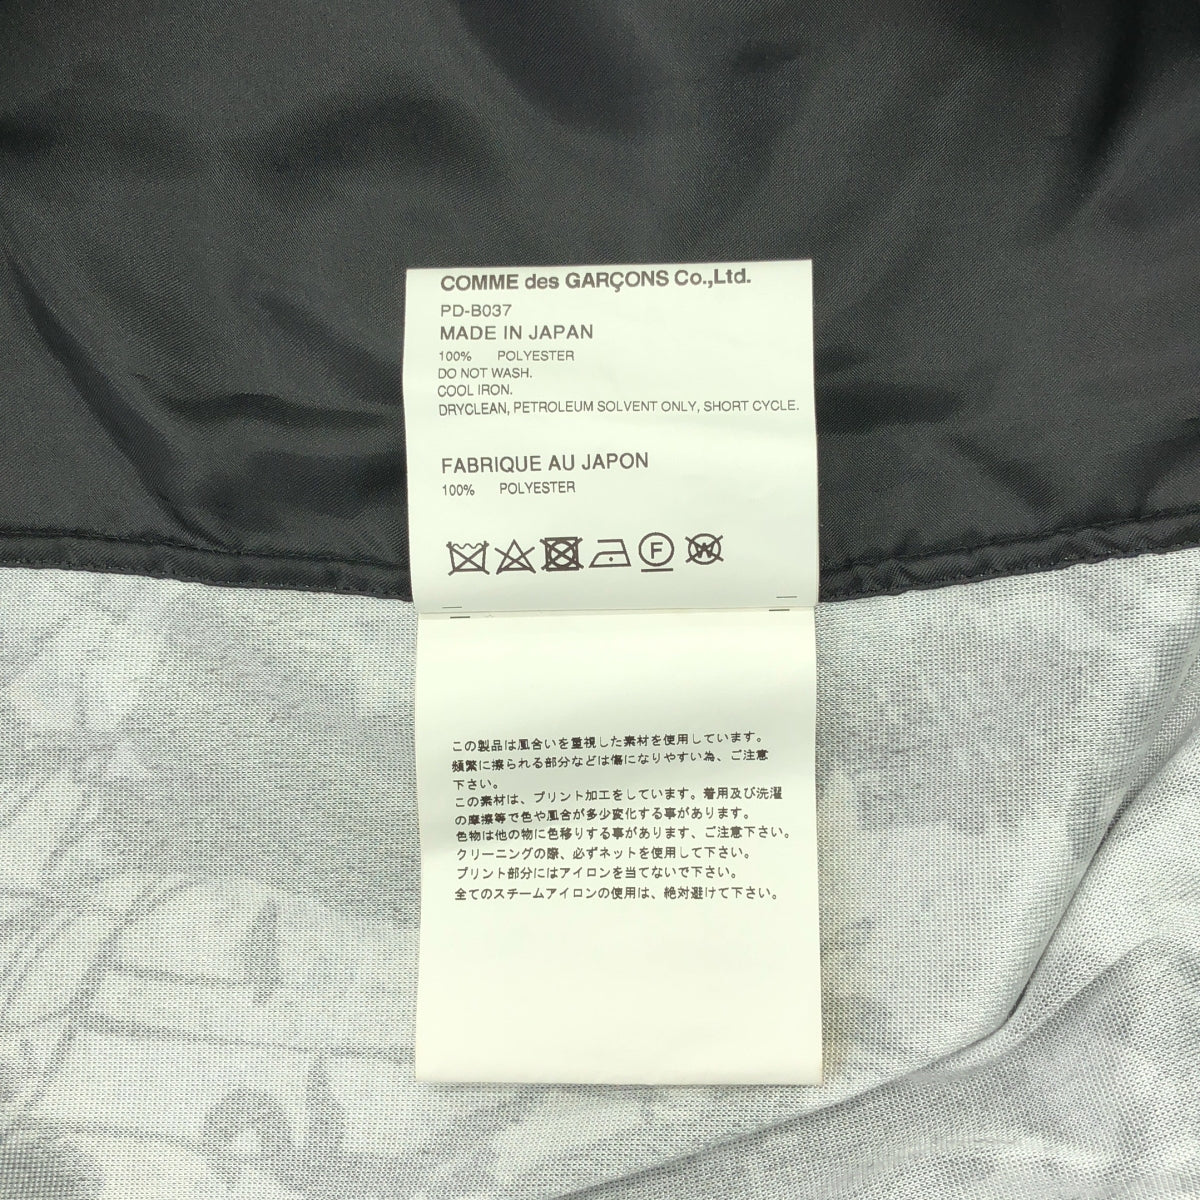 COMME des GARÇONS Co.,Ltd.
PD-B037
MADE IN JAPAN
100% POLYESTER
DO NOT WASH.
COOL IRON.
DRYCLEAN, PETROLEUM SOLVENT ONLY, SHORT CYCLE.
FABRIQUE AU JAPON
100% POLYESTER
F W
この製品は風合いを重視した素材を使用しています。
頻繁に擦られる部分などは傷になりやすい為、ご注意
下さい。
この素材は、プリント加工をしています。着用及び洗濯
の摩擦等で色や風合が多少変化する事があります。
色物は他の物に色移りする事があります、ご注意下さい。
クリーニングの際、必ずネットを使用して下さい。
プリント部分にはアイロンを当てないで下さい。
全てのスチームアイロンの使用は、絶対避けて下さい。